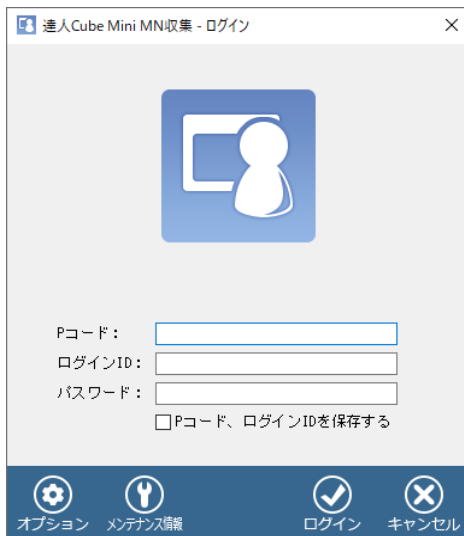 達人Cube Mini MN収集 - ログイン
Pコード：
ログインID：
パスワード：
Pコード、ログインIDを保存する
オプション メンテナンス情報 ログイン キャンセル